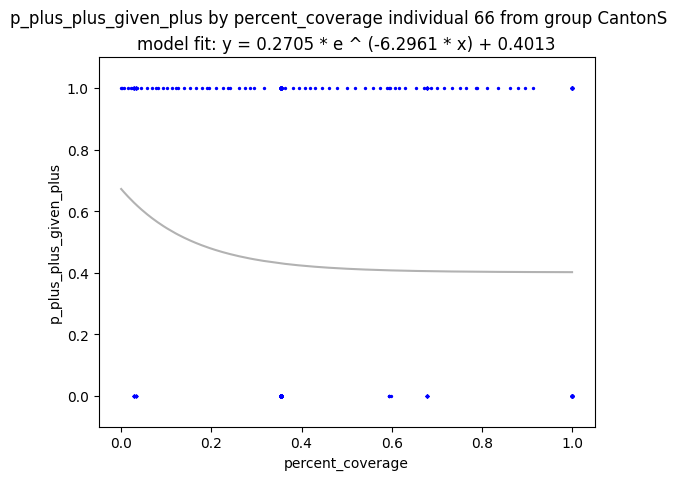 p_plus_plus_given_plus by percent_coverage individual 66 from group CantonS
model fit: y = 0.2705 * e ^ (-6.2961 * x) + 0.4013
1.0
0.8
0.6
0.4
0.2
0.0
p_plus_plus_given_plus
0.0 0.2 0.4 0.6 0.8 1.0
percent_coverage